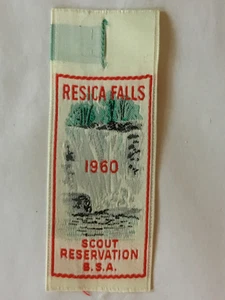 RESICA FALLS
1960
SCOUT
RESERVATION
B.S.A.